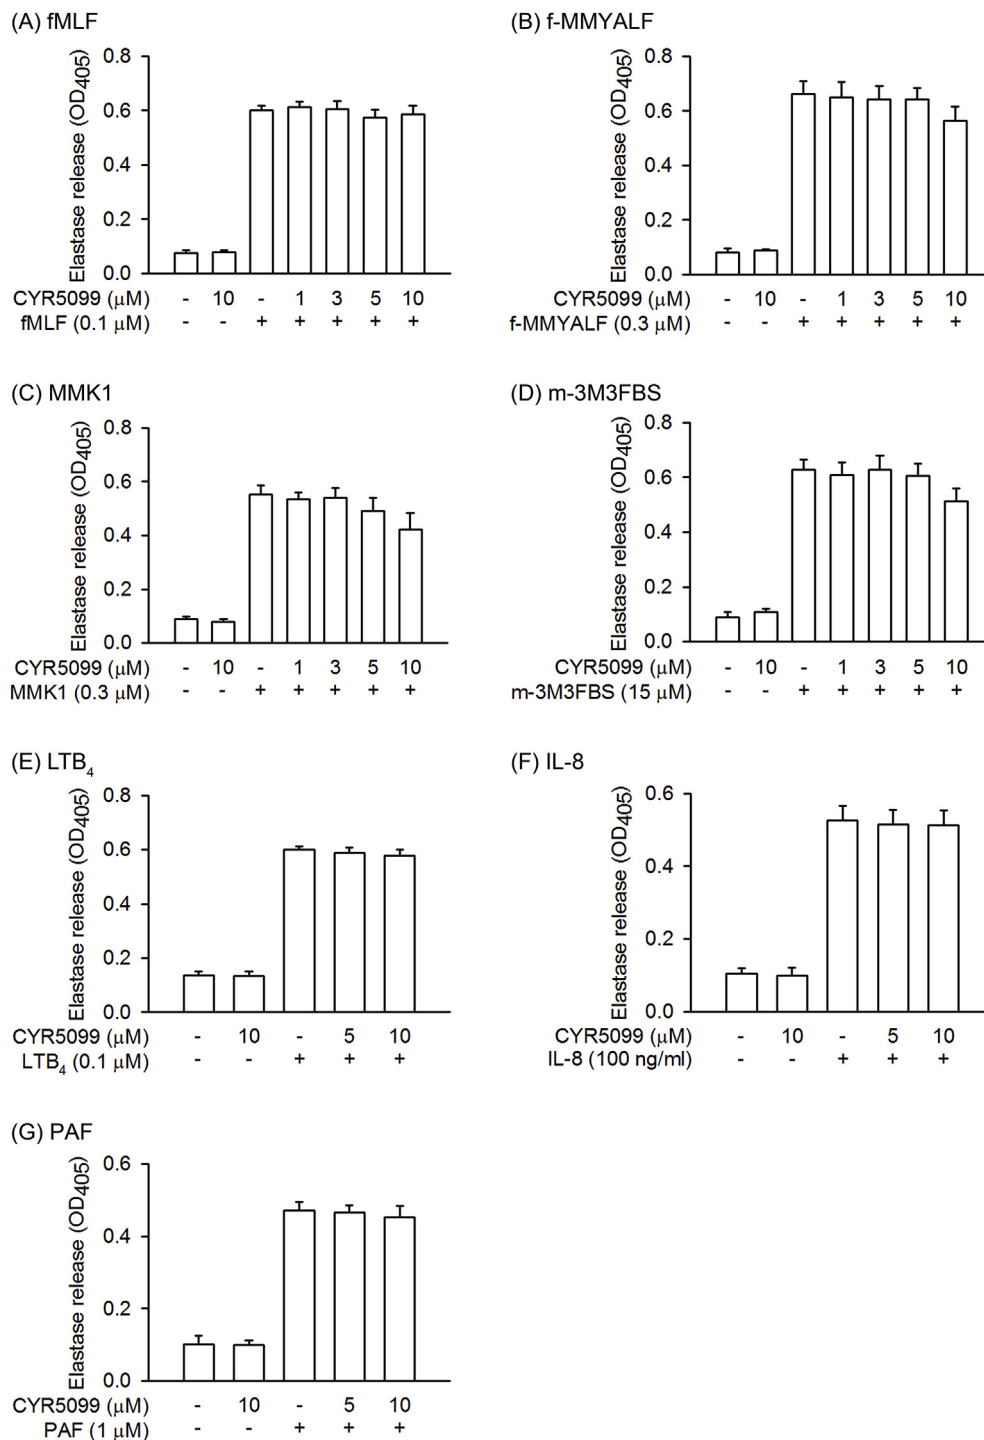 (A) fMLF
Elastase release (OD405)
0.8
0.6
0.4
0.2
0.0
CYR5099 (µM) - 10 - 1 3 5 10
fMLF (0.1 µM) - - + + + + +
(B) f-MMYALF
Elastase release (OD405)
0.8
0.6
0.4
0.2
0.0
CYR5099 (µM) - 10 - 1 3 5 10
f-MMYALF (0.3 µM) - - + + + + +
(C) MMK1
Elastase release (OD405)
0.8
0.6
0.4
0.2
0.0
CYR5099 (µM) - 10 - 1 3 5 10
MMK1 (0.3 µM) - - + + + + +
(D) m-3M3FBS
Elastase release (OD405)
0.8
0.6
0.4
0.2
0.0
CYR5099 (µM) - 10 - 1 3 5 10
m-3M3FBS (15 µM) - - + + + + +
(E) LTB4
Elastase release (OD405)
0.8
0.6
0.4
0.2
0.0
CYR5099 (µM) - 10 - 5 10
LTB4 (0.1 µM) - - + + +
(F) IL-8
Elastase release (OD405)
0.6
0.4
0.2
0.0
CYR5099 (µM) - 10 - 5 10
IL-8 (100 ng/ml) - - + + +
(G) PAF
Elastase release (OD405)
0.6
0.4
0.2
0.0
CYR5099 (µM) - 10 - 5 10
PAF (1 µM) - - + + +